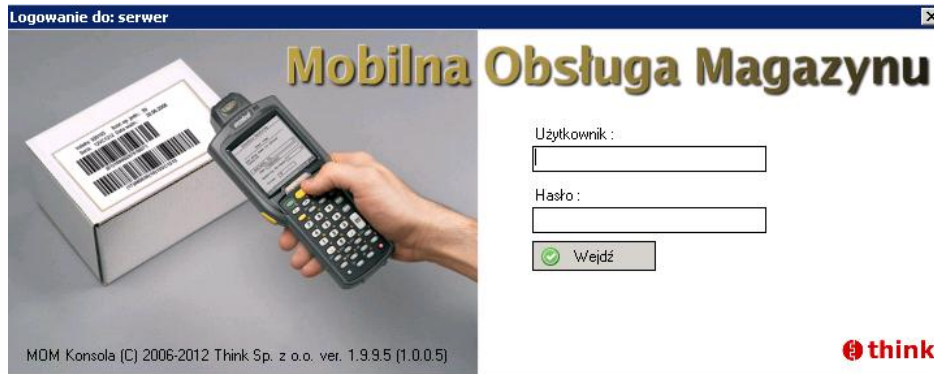 Logowanie do: serwer
Mobilna Obsługa Magazynu
Użytkownik :
Hasło :
Wejdź
MOM Konsola (C) 2006-2012 Think Sp. z o.o. ver. 1.9.9.5 (1.0.0.5)
think